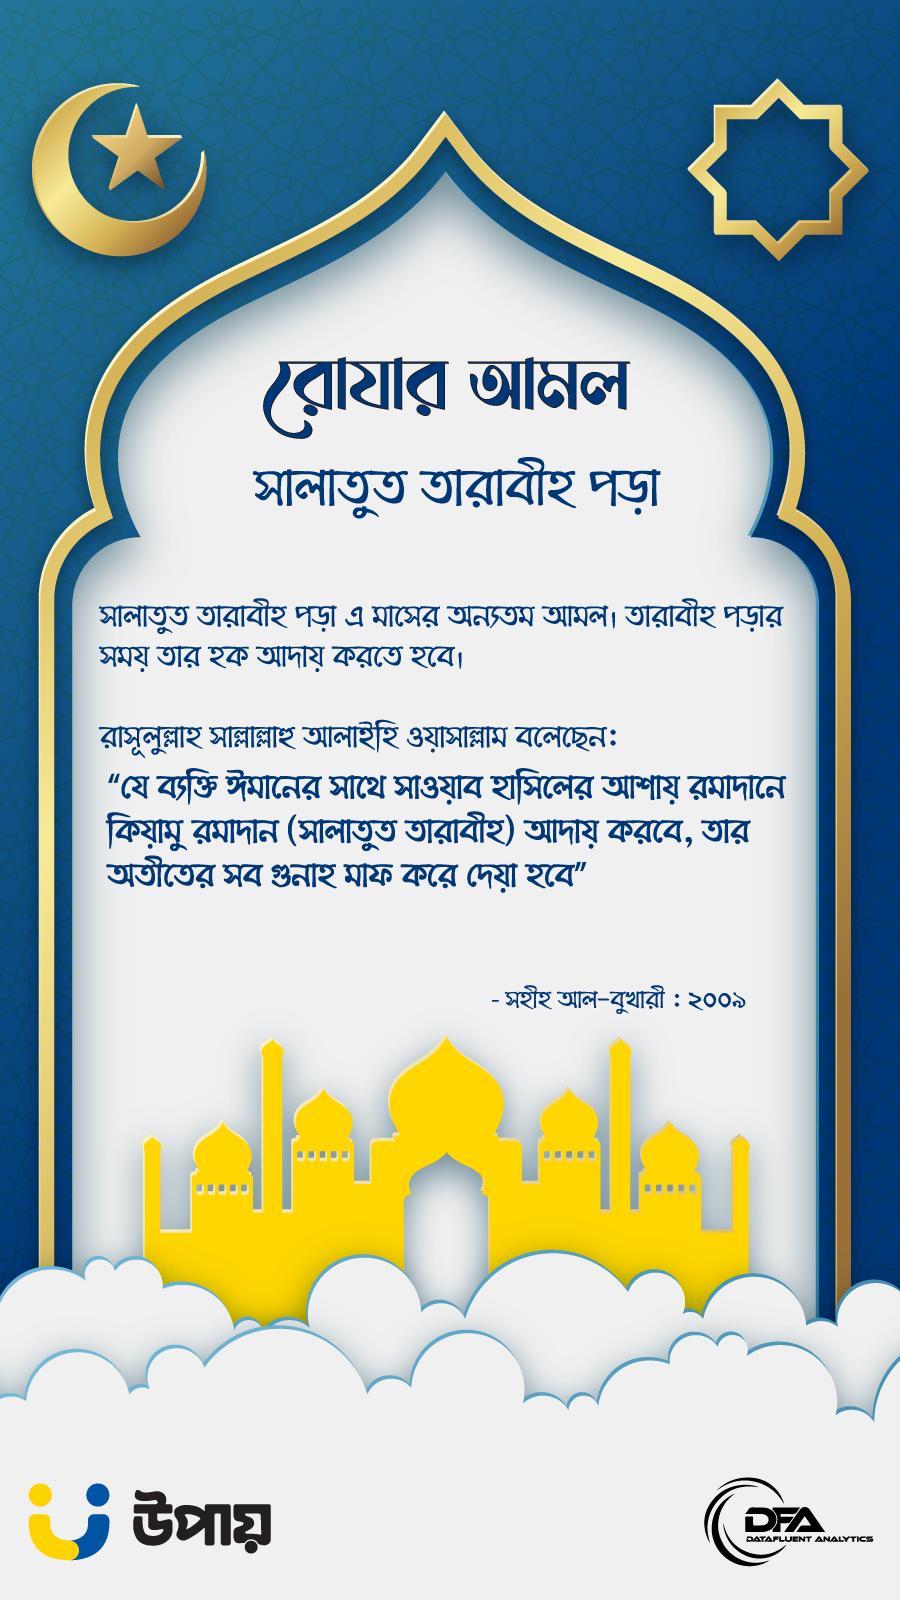 রোযার আমল
সালাতুত তারাবীহ পড়া
সালাতুত তারাবীহ পড়া এ মাসের অন্যতম আমল। তারাবীহ পড়ার
সময় তার হক আদায় করতে হবে।
রাসূলুল্লাহ সাল্লাল্লাহু আলাইহি ওয়াসাল্লাম বলেছেন:
“যে ব্যক্তি ঈমানের সাথে সাওয়াব হাসিলের আশায় রমাদানে
কিয়ামু রমাদান (সালাতুত তারাবীহ) আদায় করবে, তার
অতীতের সব গুনাহ মাফ করে দেয়া হবে”
- সহীহ আল-বুখারী : ২০০৯
উপায়
DFA
DATAFLUENT ANALYTICS